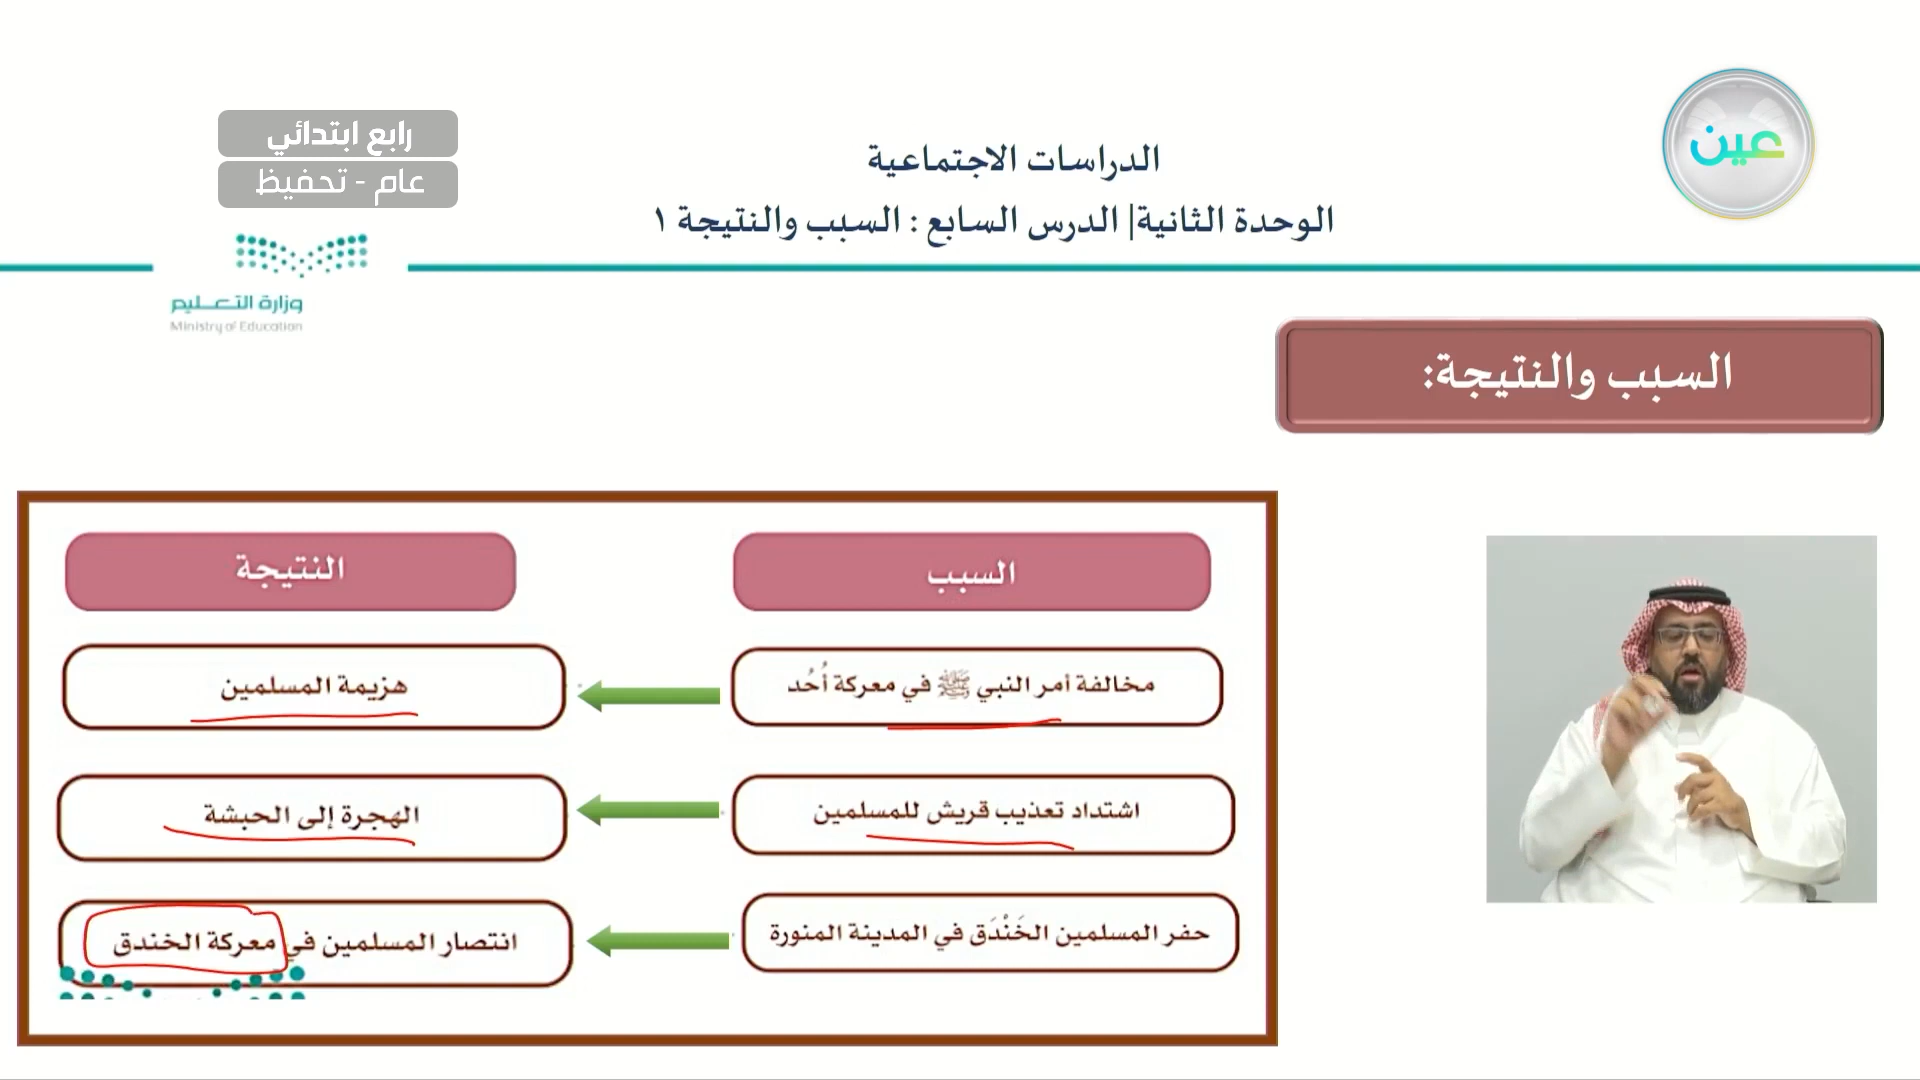 عين
رابع ابتدائي
عام - تحفيظ
الدراسات الاجتماعية
الوحدة الثانية| الدرس السابع : السبب والنتيجة ١
وزارة التعليم
Ministry of Education
السبب والنتيجة:
السبب
النتيجة
مخالفة أمر النبي ﷺ في معركة أُحُد
هزيمة المسلمين
اشتداد تعذيب قريش للمسلمين
الهجرة إلى الحبشة
حفر المسلمين الخَنْدَق في المدينة المنورة
انتصار المسلمين في معركة الخندق